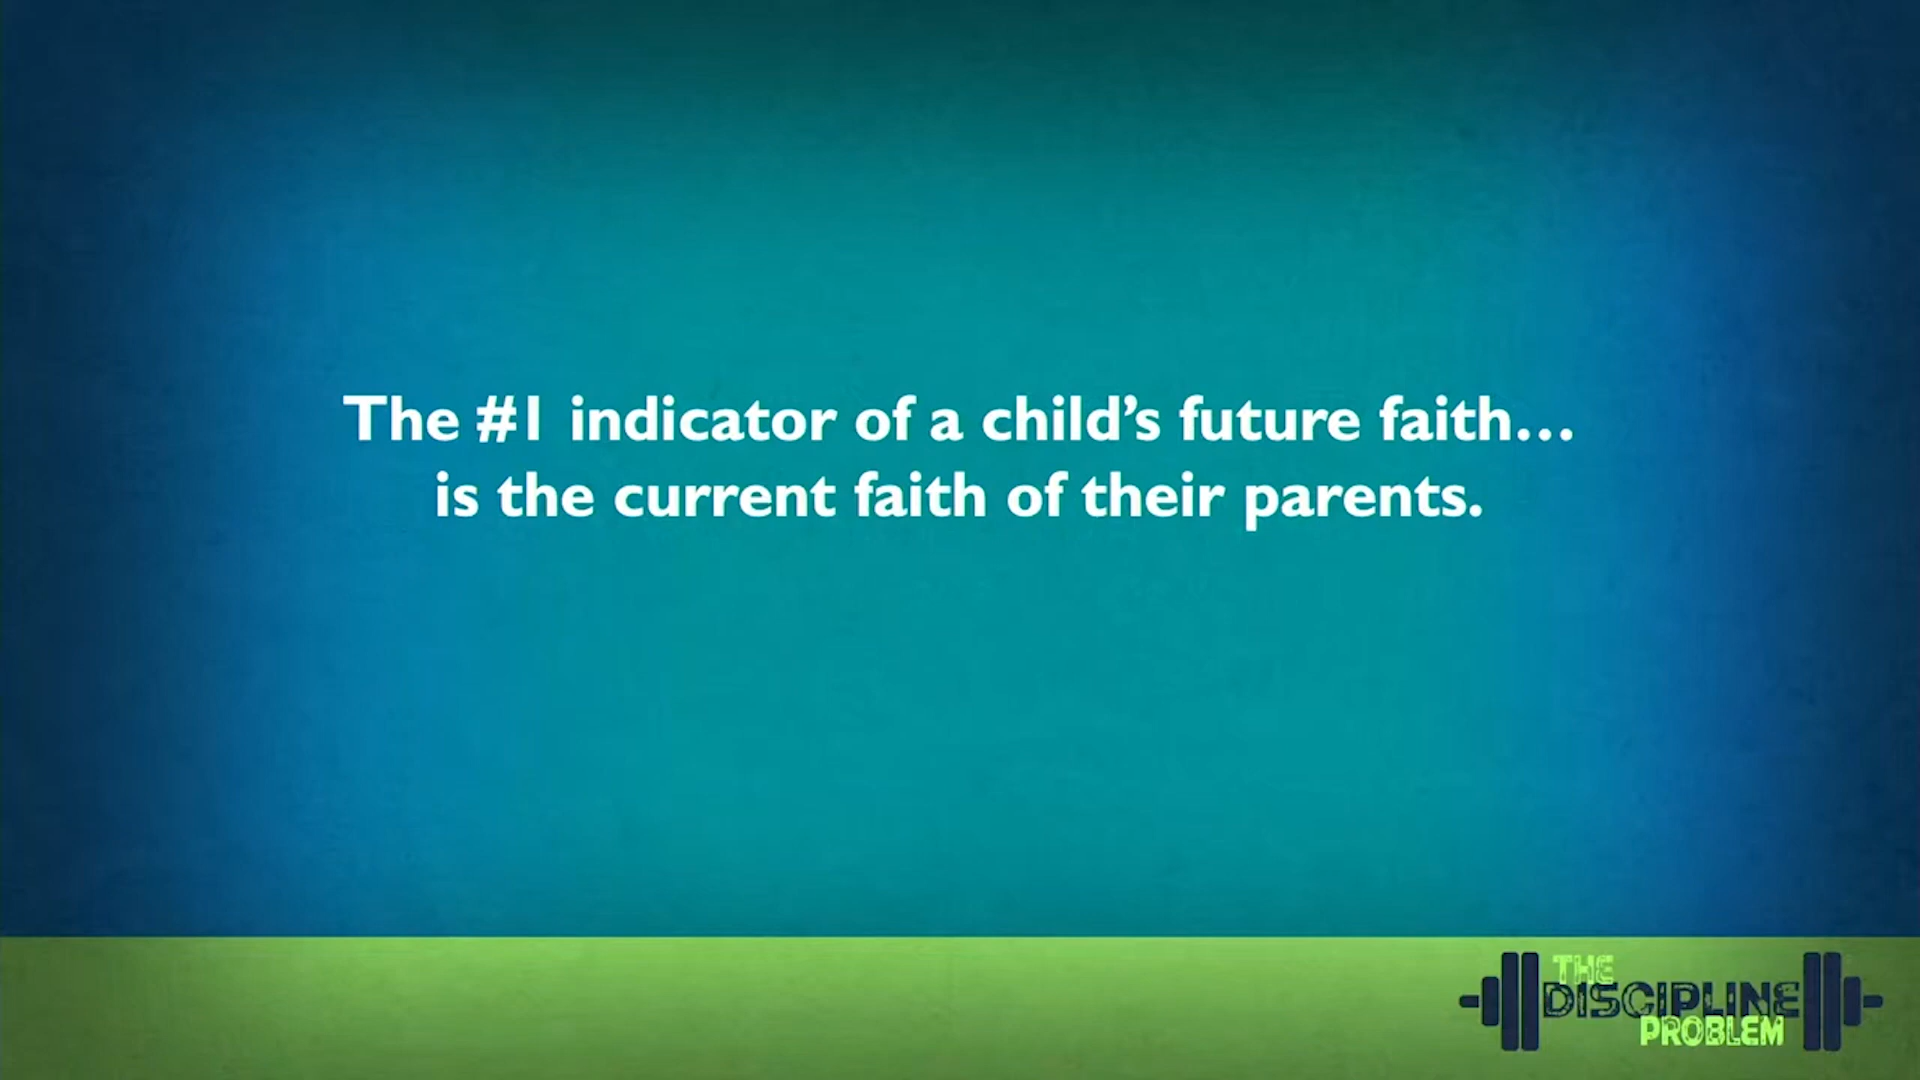 The #1 indicator of a child’s future faith…
is the current faith of their parents.
THE
DISCIPLINE
PROBLEM